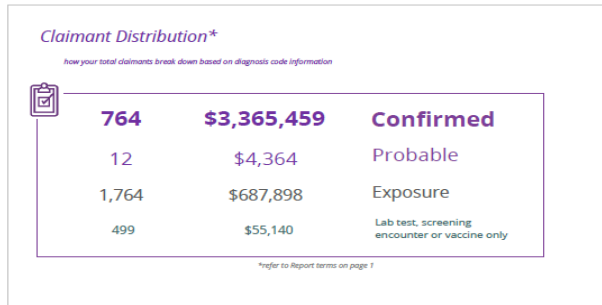 Claimant Distribution*
how your total claimants break down based on diagnosis code information
764 $3,365,459 Confirmed
12 $4,364 Probable
1,764 $687,898 Exposure
499 $55,140 Lab test, screening
encounter or vaccine only
*refer to Report terms on page 1